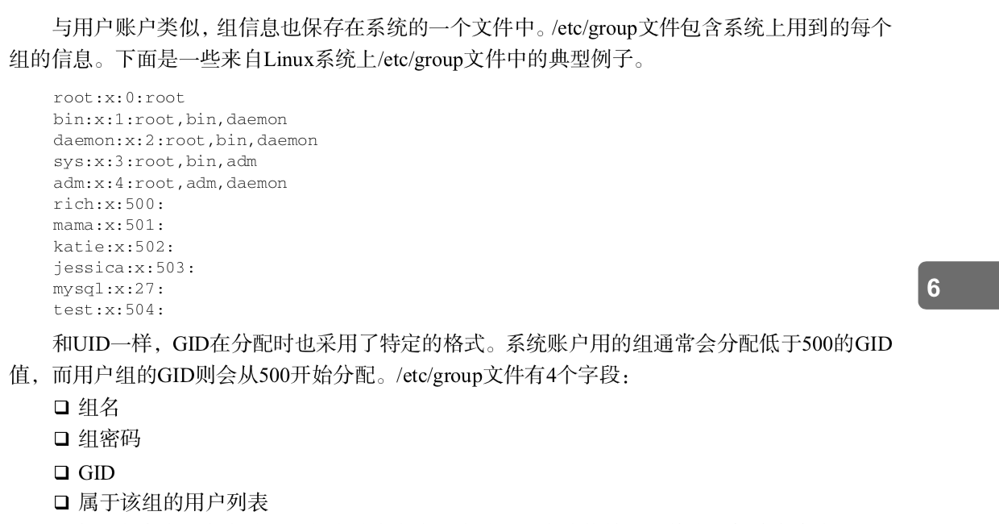 与用户账户类似，组信息也保存在系统的一个文件中。/etc/group文件包含系统上用到的每个
组的信息。下面是一些来自Linux系统上/etc/group文件中的典型例子。
root:x:0:root
bin:x:1:root,bin,daemon
daemon:x:2:root,bin,daemon
sys:x:3:root,bin,adm
adm:x:4:root,adm,daemon
rich:x:500:
mama:x:501:
katie:x:502:
jessica:x:503:
mysql:x:27:
test:x:504:
6
和UID一样，GID在分配时也采用了特定的格式。系统账户用的组通常会分配低于500的GID
值，而用户组的GID则会从500开始分配。/etc/group文件有4个字段：
❑ 组名
❑ 组密码
❑ GID
❑ 属于该组的用户列表